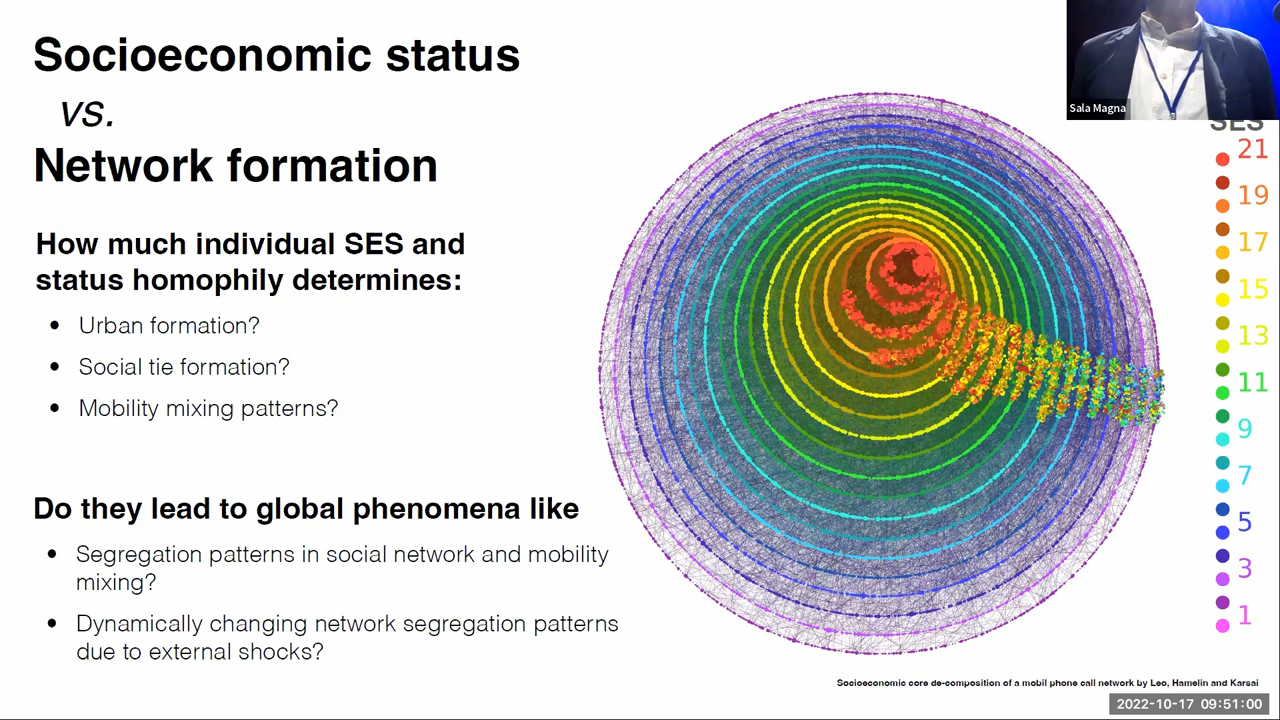 Socioeconomic status
vs.
Network formation
How much individual SES and
status homophily determines:
• Urban formation?
• Social tie formation?
• Mobility mixing patterns?
Do they lead to global phenomena like
• Segregation patterns in social network and mobility
mixing?
• Dynamically changing network segregation patterns
due to external shocks?
Sala Magna
SES
21
19
17
15
13
11
9
7
5
3
1
Socioeconomic core de-composition of a mobil phone call network by Leo, Hamelin and Karsai
2022-10-17 09:51:00